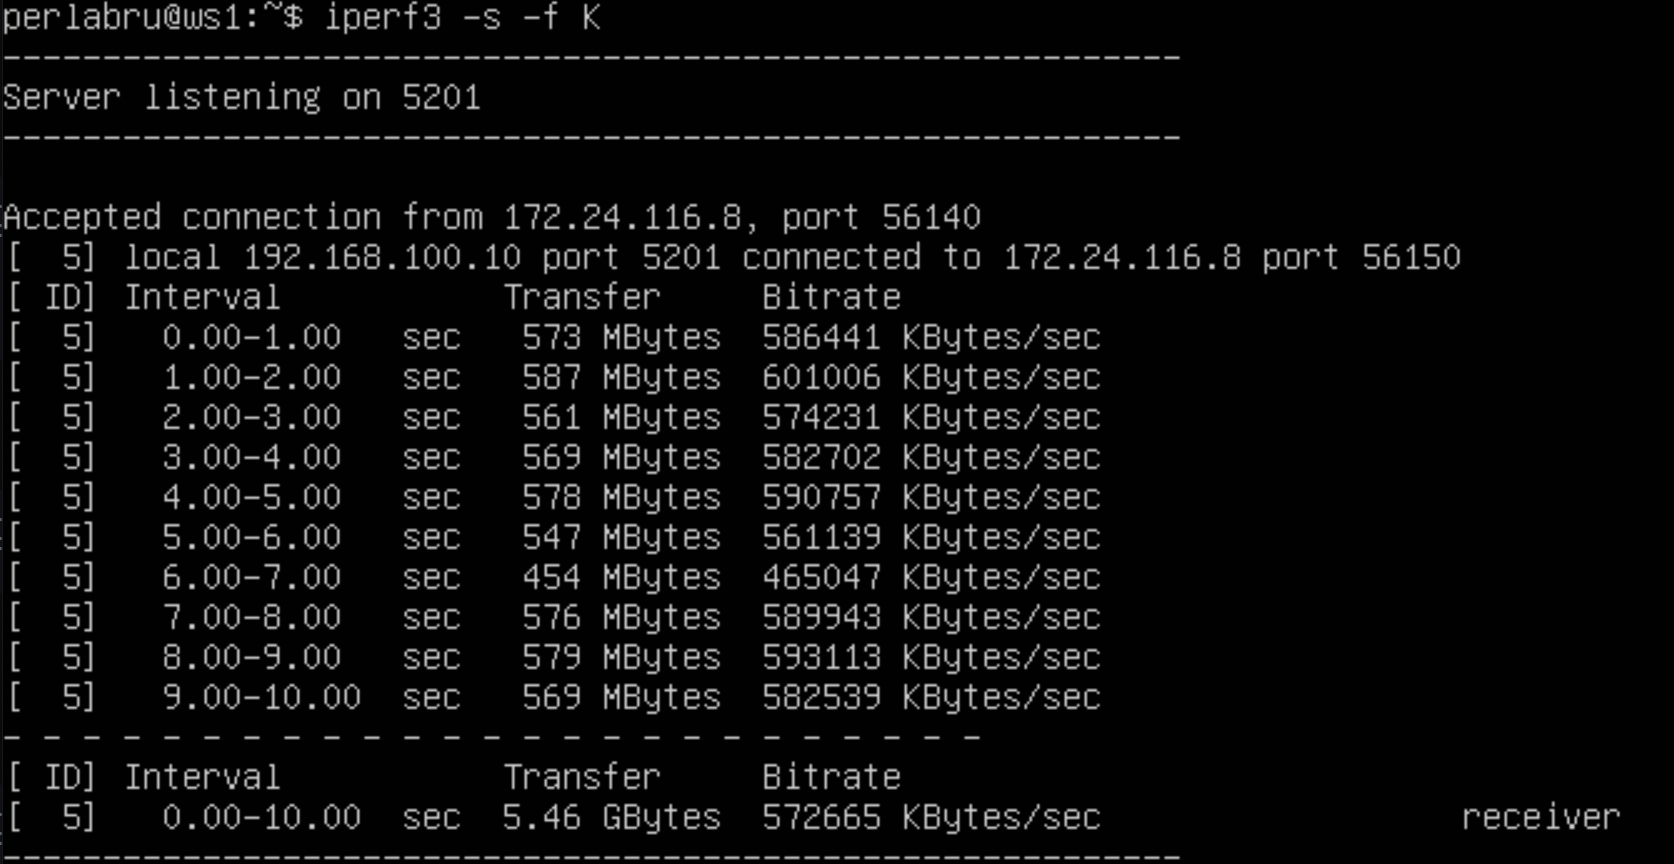 perlabru@ws1:~$ iperf3 -s -f K
-----------------------------------------------------------
Server listening on 5201
-----------------------------------------------------------
Accepted connection from 172.24.116.8, port 56140
[  5] local 192.168.100.10 port 5201 connected to 172.24.116.8 port 56150
[ ID] Interval           Transfer     Bitrate
[  5]   0.00-1.00   sec   573 MBytes  586441 KBytes/sec
[  5]   1.00-2.00   sec   587 MBytes  601006 KBytes/sec
[  5]   2.00-3.00   sec   561 MBytes  574231 KBytes/sec
[  5]   3.00-4.00   sec   569 MBytes  582702 KBytes/sec
[  5]   4.00-5.00   sec   578 MBytes  590757 KBytes/sec
[  5]   5.00-6.00   sec   547 MBytes  561139 KBytes/sec
[  5]   6.00-7.00   sec   454 MBytes  465047 KBytes/sec
[  5]   7.00-8.00   sec   576 MBytes  589943 KBytes/sec
[  5]   8.00-9.00   sec   579 MBytes  593113 KBytes/sec
[  5]   9.00-10.00  sec   569 MBytes  582539 KBytes/sec
- - - - - - - - - - - - - - - - - - - - - - - - -
[ ID] Interval           Transfer     Bitrate
[  5]   0.00-10.00  sec  5.46 GBytes  572665 KBytes/sec                  receiver
-----------------------------------------------------------